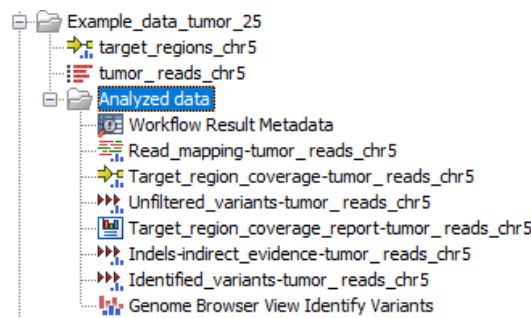 Example_data_tumor_25
target_regions_chr5
tumor_ reads_chr5
Analyzed data
Workflow Result Metadata
Read_mapping-tumor_ reads_chr5
Target_region_coverage-tumor_ reads_chr5
Unfiltered_variants-tumor_ reads_chr5
Target_region_coverage_report-tumor_ reads_chr5
Indels-indirect_evidence-tumor_ reads_chr5
Identified_variants-tumor_ reads_chr5
Genome Browser View Identify Variants